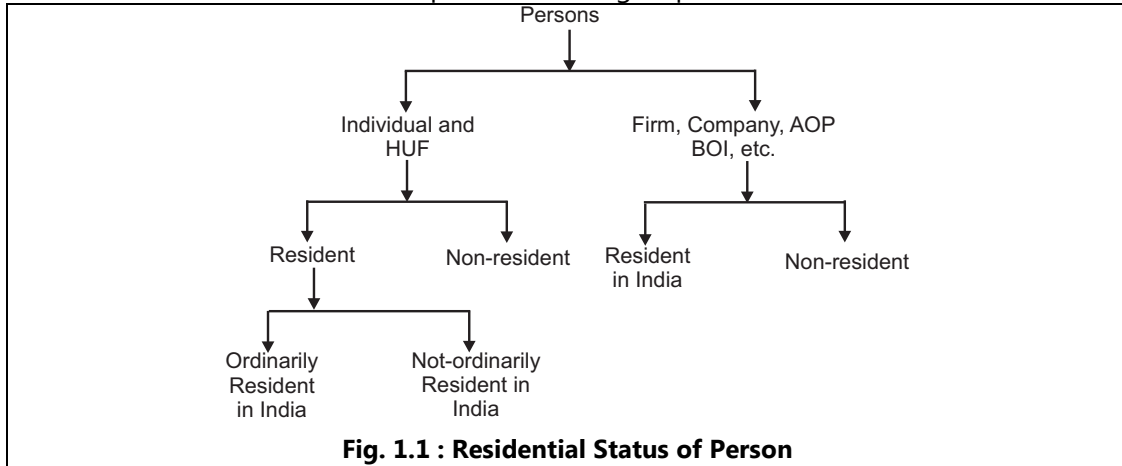 Persons
Individual and
HUF
Firm, Company, AOP
BOI, etc.
Resident
Non-resident
Resident
in India
Non-resident
Ordinarily
Resident
in India
Not-ordinarily
Resident in
India
Fig. 1.1 : Residential Status of Person